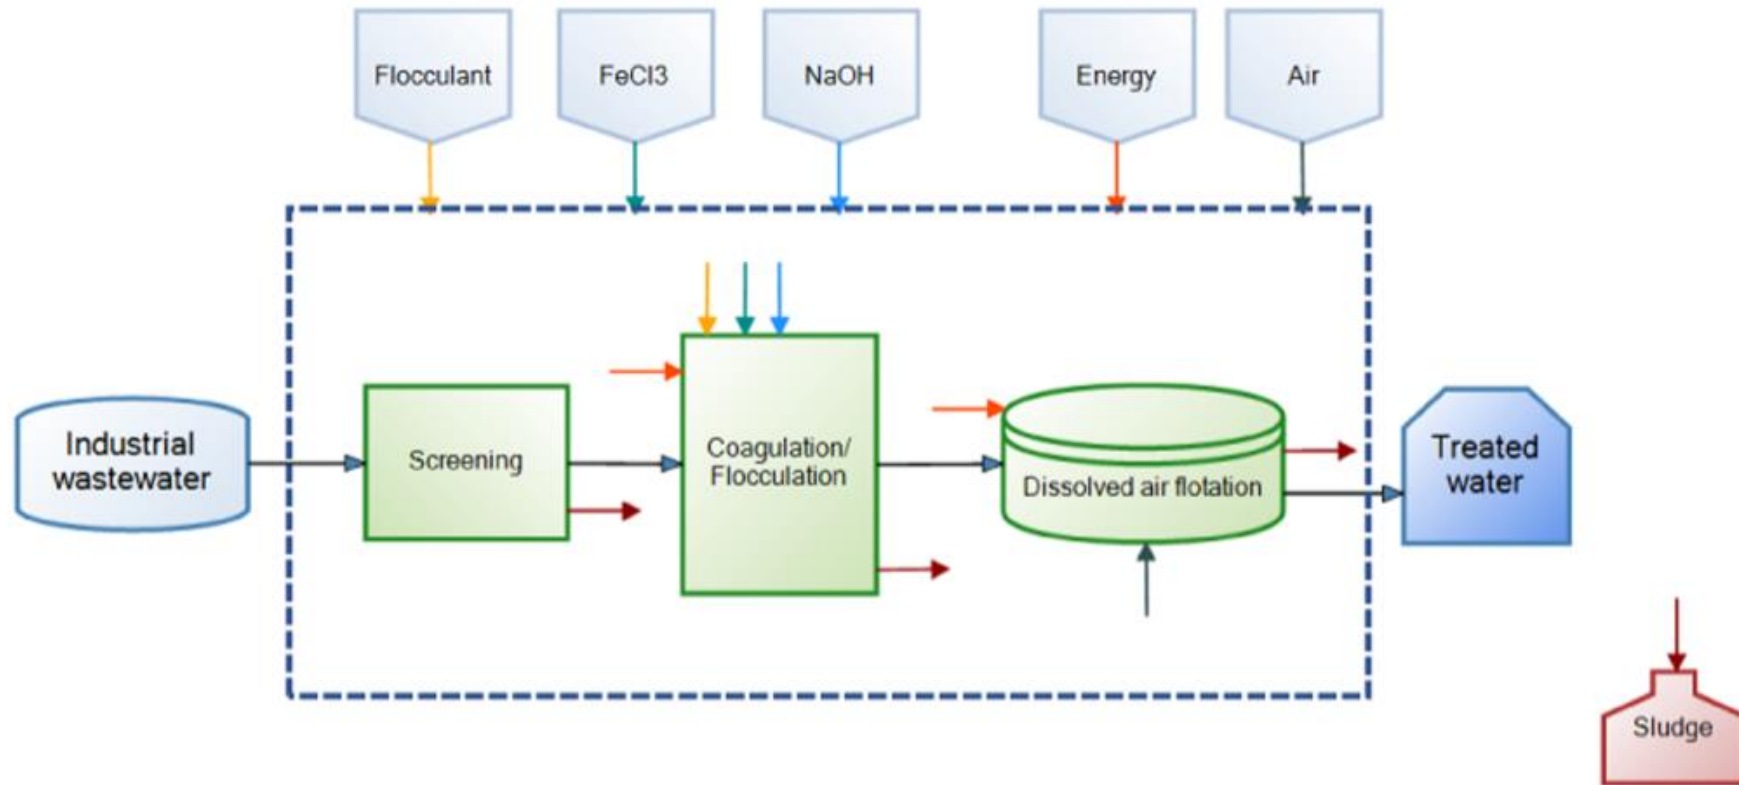 Flocculant
FeCl3
NaOH
Energy
Air
Industrial
wastewater
Screening
Coagulation/
Flocculation
Dissolved air flotation
Treated
water
Sludge